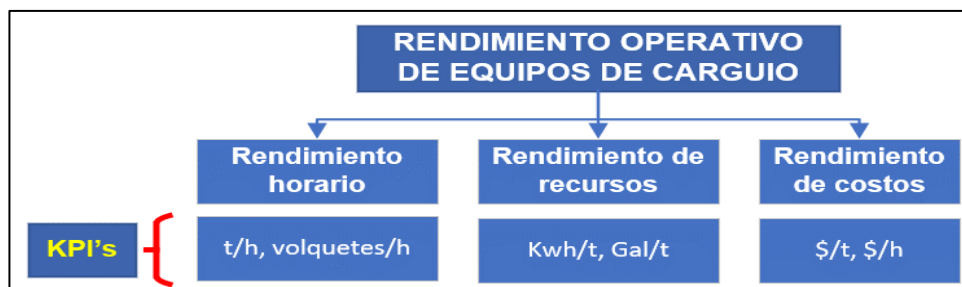 RENDIMIENTO OPERATIVO
DE EQUIPOS DE CARGUIO
Rendimiento
horario
Rendimiento de
recursos
Rendimiento
de costos
KPI's
t/h, volquetes/h
Kwh/t, Gal/t
$/t, $/h